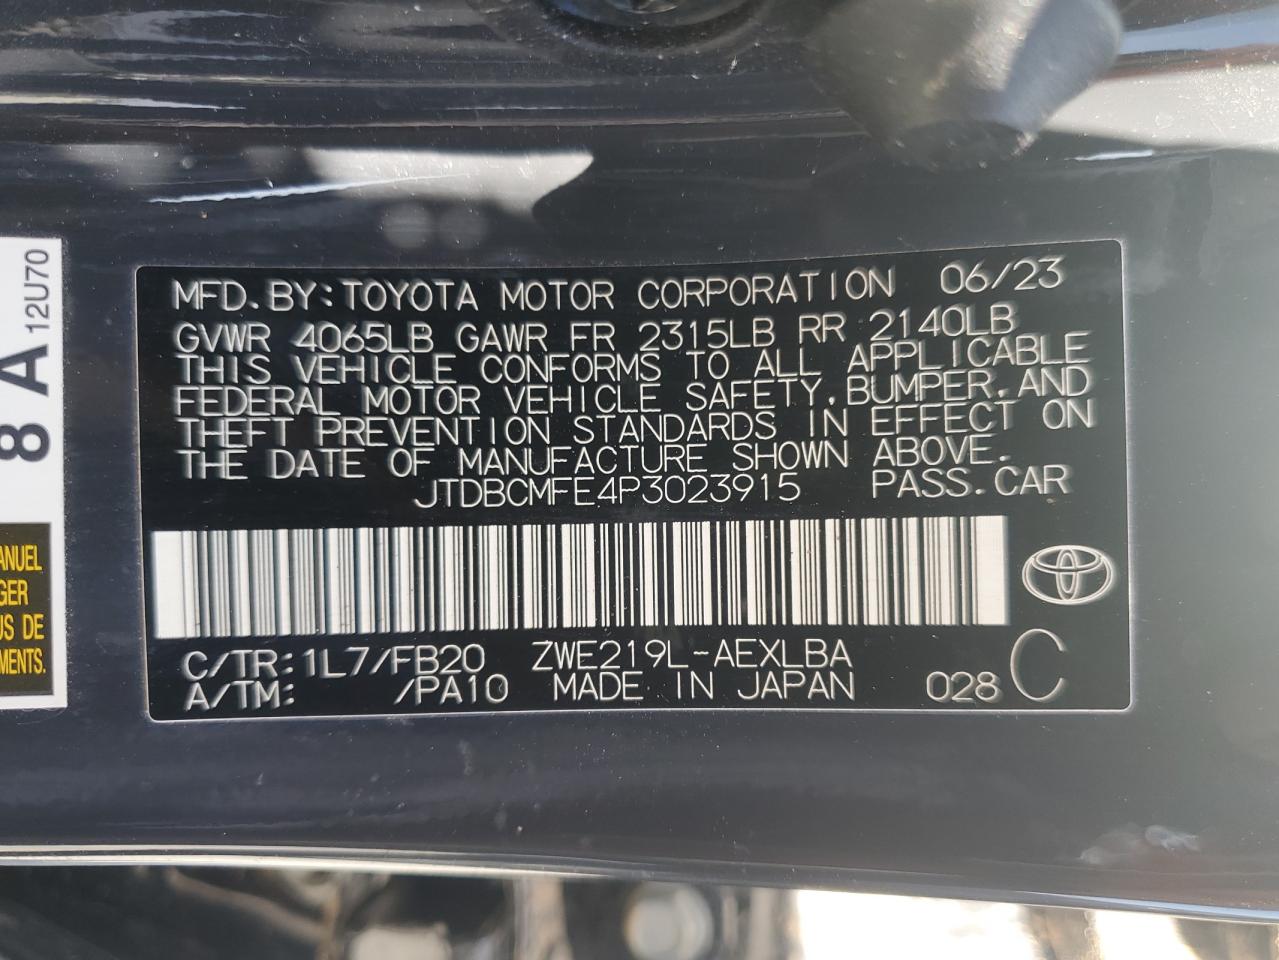 MFD.BY:TOYOTA MOTOR CORPORATION 06/23
GVWR 4065LB GAWR FR 2315LB RR 2140LB
THIS VEHICLE CONFORMS TO ALL APPLICABLE
FEDERAL MOTOR VEHICLE SAFETY,BUMPER,AND
THEFT PREVENTION STANDARDS IN EFFECT ON
THE DATE OF MANUFACTURE SHOWN ABOVE.
JTDBCMFE4P3023915 PASS.CAR
C/TR:1L7/FB20 ZWE219L-AEXLBA
A/TM: /PA10 MADE IN JAPAN 028 C
8 A 12U70
ANUEL
GER
US DE
MENTS.